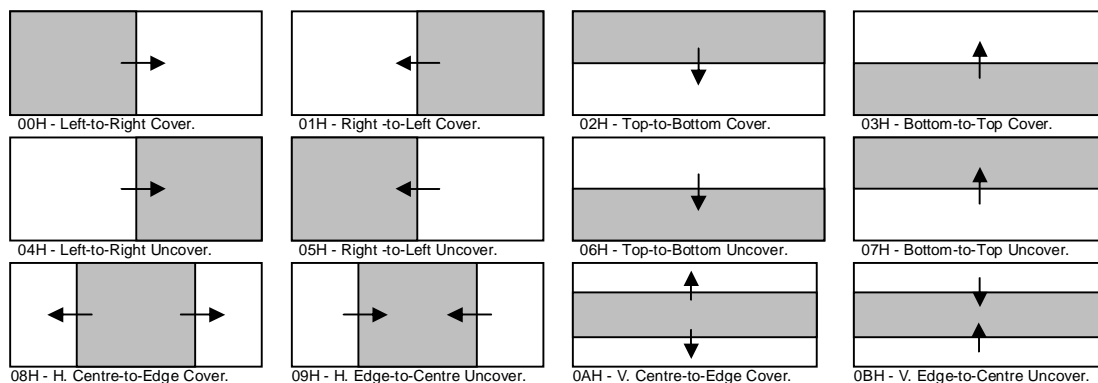 00H - Left-to-Right Cover.
01H - Right -to-Left Cover.
02H - Top-to-Bottom Cover.
03H - Bottom-to-Top Cover.
04H - Left-to-Right Uncover.
05H - Right -to-Left Uncover.
06H - Top-to-Bottom Uncover.
07H - Bottom-to-Top Uncover.
08H - H. Centre-to-Edge Cover.
09H - H. Edge-to-Centre Uncover.
0AH - V. Centre-to-Edge Cover.
0BH - V. Edge-to-Centre Uncover.